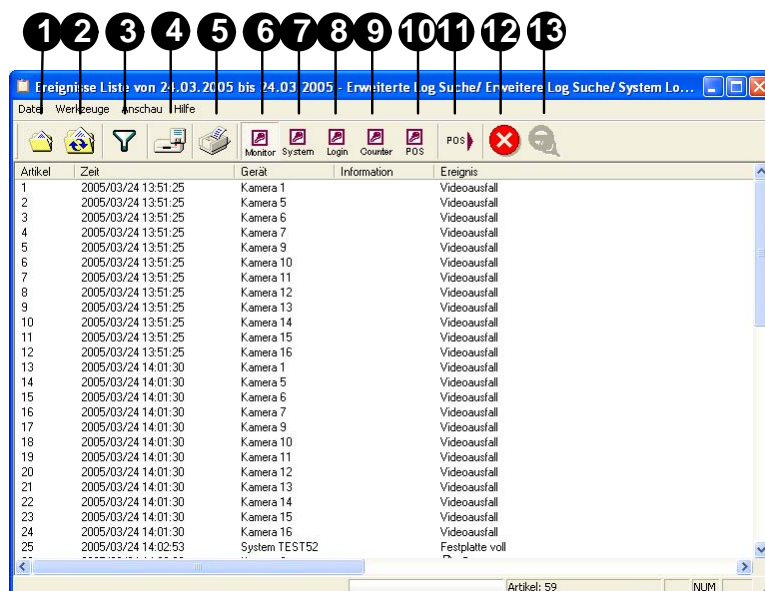 1 2 3 4 5 6 7 8 9 10 11 12 13
Ereignisse Liste von 24.03.2005 bis 24.03 2005 - Erweiterte Log Suche/ Erweitere Log Suche/ System Lo...
Datei Werkzeuge Anschau Hilfe
Monitor System Login Counter POS POS
Artikel Zeit Gerät Information Ereignis
1 2005/03/24 13:51:25 Kamera 1 Videoausfall
2 2005/03/24 13:51:25 Kamera 5 Videoausfall
3 2005/03/24 13:51:25 Kamera 6 Videoausfall
4 2005/03/24 13:51:25 Kamera 7 Videoausfall
5 2005/03/24 13:51:25 Kamera 9 Videoausfall
6 2005/03/24 13:51:25 Kamera 10 Videoausfall
7 2005/03/24 13:51:25 Kamera 11 Videoausfall
8 2005/03/24 13:51:25 Kamera 12 Videoausfall
9 2005/03/24 13:51:25 Kamera 13 Videoausfall
10 2005/03/24 13:51:25 Kamera 14 Videoausfall
11 2005/03/24 13:51:25 Kamera 15 Videoausfall
12 2005/03/24 13:51:25 Kamera 16 Videoausfall
13 2005/03/24 14:01:30 Kamera 1 Videoausfall
14 2005/03/24 14:01:30 Kamera 5 Videoausfall
15 2005/03/24 14:01:30 Kamera 6 Videoausfall
16 2005/03/24 14:01:30 Kamera 7 Videoausfall
17 2005/03/24 14:01:30 Kamera 9 Videoausfall
18 2005/03/24 14:01:30 Kamera 10 Videoausfall
19 2005/03/24 14:01:30 Kamera 11 Videoausfall
20 2005/03/24 14:01:30 Kamera 12 Videoausfall
21 2005/03/24 14:01:30 Kamera 13 Videoausfall
22 2005/03/24 14:01:30 Kamera 14 Videoausfall
23 2005/03/24 14:01:30 Kamera 15 Videoausfall
24 2005/03/24 14:01:30 Kamera 16 Videoausfall
25 2005/03/24 14:02:53 System TEST52 Festplatte voll
Artikel: 59 NUM